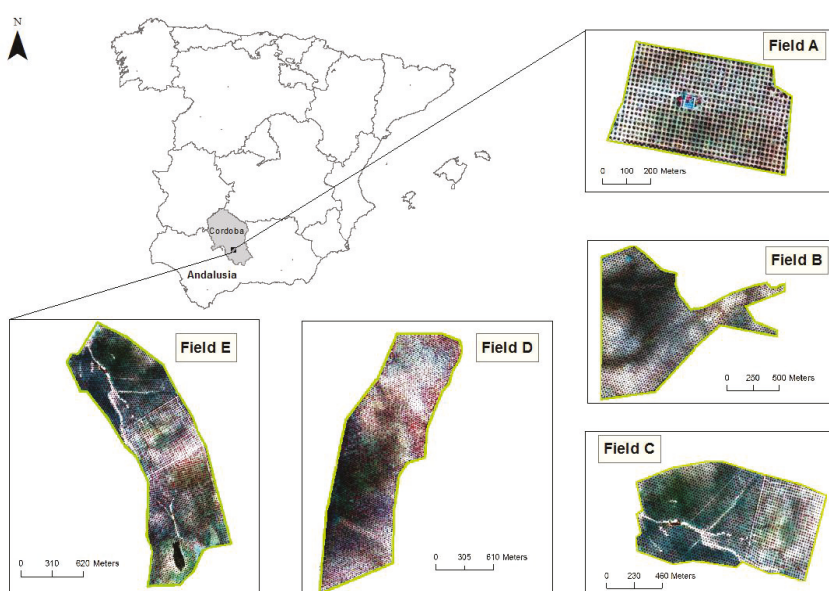 N
Field A
0 100 200 Meters
Cordoba
Andalusia
Field B
0 250 500 Meters
Field E
0 310 620 Meters
Field D
0 305 610 Meters
Field C
0 230 460 Meters